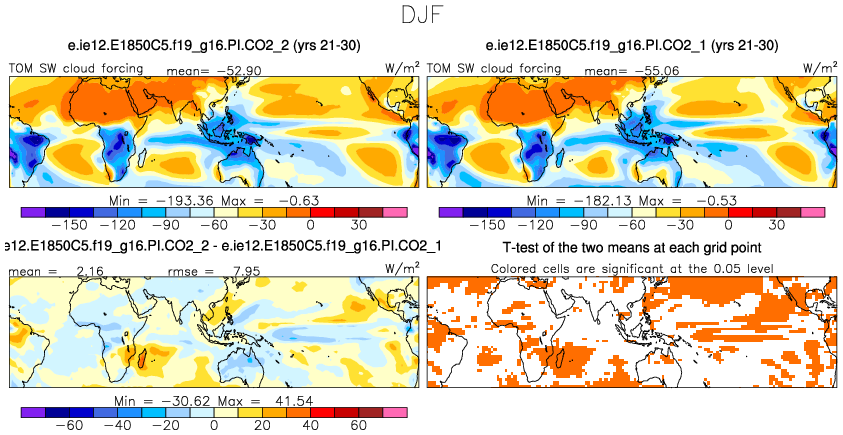 DJF
e.ie12.E1850C5.f19_g16.PI.CO2_2 (yrs 21-30)
TOM SW cloud forcing mean= -52.90 W/m²
Min = -193.36 Max = -0.63
-150 -120 -90 -60 -30 0 30
e.ie12.E1850C5.f19_g16.PI.CO2_1 (yrs 21-30)
TOM SW cloud forcing mean= -55.06 W/m²
Min = -182.13 Max = -0.53
-150 -120 -90 -60 -30 0 30
e.ie12.E1850C5.f19_g16.PI.CO2_2 - e.ie12.E1850C5.f19_g16.PI.CO2_1
mean = 2.16 rmse = 7.95 W/m²
Min = -30.62 Max = 41.54
-60 -40 -20 0 20 40 60 80
T-test of the two means at each grid point
Colored cells are significant at the 0.05 level